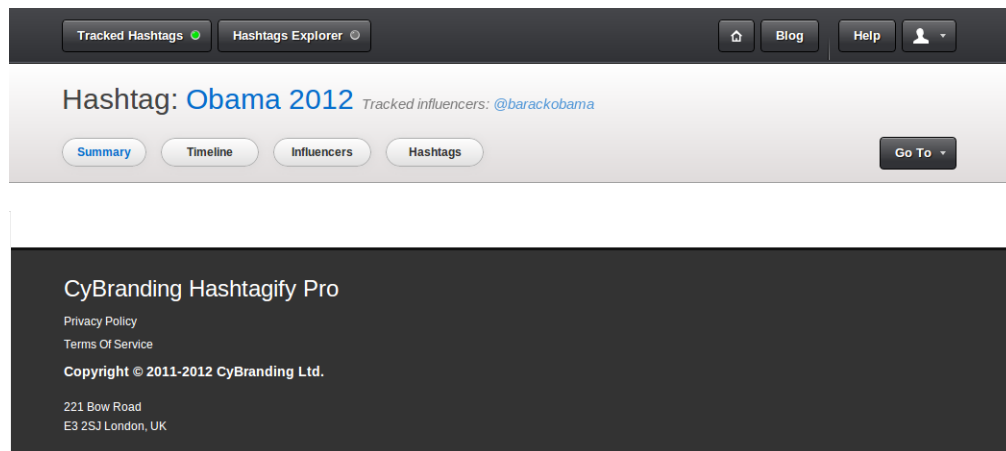 Tracked Hashtags Hashtags Explorer Blog Help
Hashtag: Obama 2012 Tracked influencers: @barackobama
Summary Timeline Influencers Hashtags Go To
CyBranding Hashtagify Pro
Privacy Policy
Terms Of Service
Copyright © 2011-2012 CyBranding Ltd.
221 Bow Road
E3 2SJ London, UK